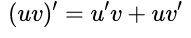 (uv)′ = u′v + uv′